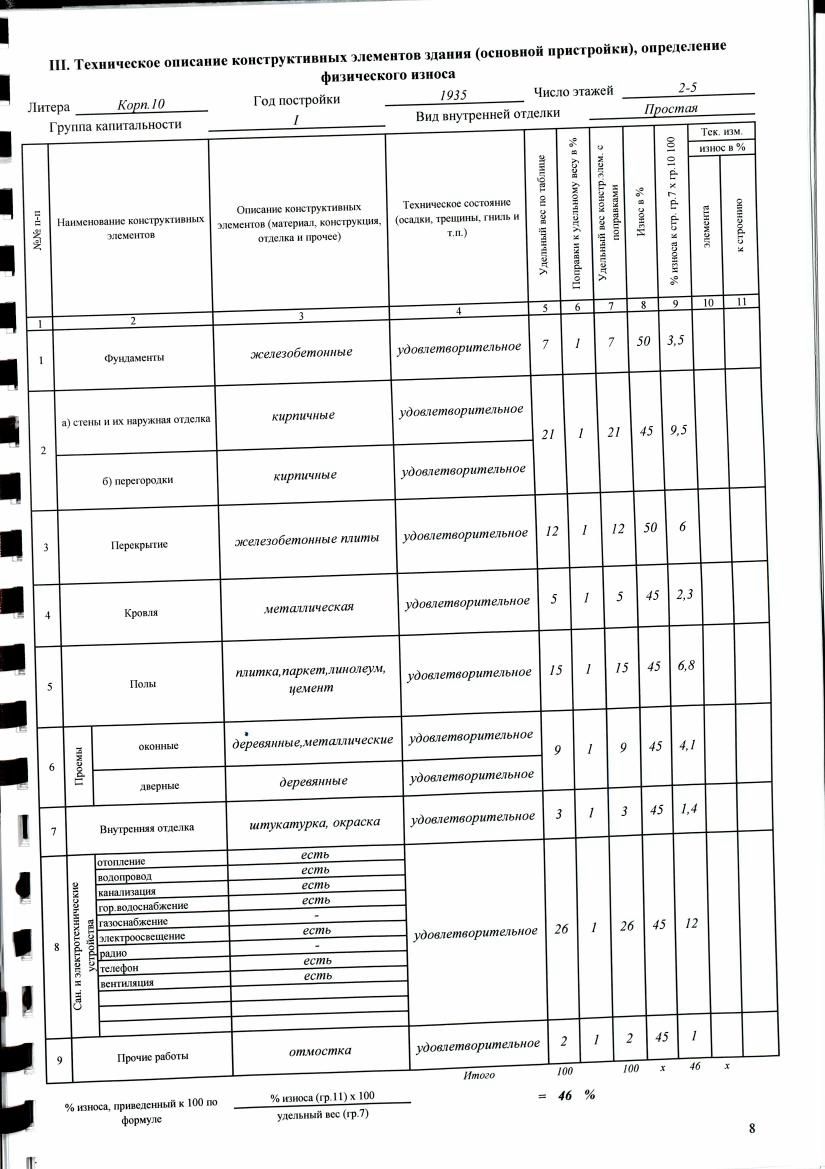 III. Техническое описание конструктивных элементов здания (основной пристройки), определение
физического износа
Литера Корп.10 Год постройки 1935 Число этажей 2-5
Группа капитальности I Вид внутренней отделки Простая
№№ п-п
Наименование конструктивных
элементов
Описание конструктивных
элементов (материал, конструкция,
отделка и прочее)
Техническое состояние
(осадки, трещины, гниль и
т.п.)
Удельный вес по таблице
Поправки к удельному весу в %
Удельный вес констр.элем. с
поправками
Износ в %
% износа к стр. гр.7 х гр.10 100
Тек. изм.
износ в %
элемента
к строению
1 2 3 4 5 6 7 8 9 10 11
1 Фундаменты железобетонные удовлетворительное 7 1 7 50 3,5
2 а) стены и их наружная отделка кирпичные удовлетворительное 21 1 21 45 9,5
б) перегородки кирпичные удовлетворительное
3 Перекрытие железобетонные плиты удовлетворительное 12 1 12 50 6
4 Кровля металлическая удовлетворительное 5 1 5 45 2,3
5 Полы плитка,паркет,линолеум,
цемент удовлетворительное 15 1 15 45 6,8
6 Проемы оконные деревянные,металлические удовлетворительное 9 1 9 45 4,1
дверные деревянные удовлетворительное
7 Внутренняя отделка штукатурка, окраска удовлетворительное 3 1 3 45 1,4
8 Сан. и электротехнические
устройства
отопление есть
водопровод есть
канализация есть
гор.водоснабжение есть
газоснабжение -
электроосвещение есть
радио -
телефон есть
вентиляция есть
удовлетворительное 26 1 26 45 12
9 Прочие работы отмостка удовлетворительное 2 1 2 45 1
Итого 100 100 х 46 х
% износа, приведенный к 100 по
формуле
% износа (гр.11) х 100
удельный вес (гр.7)
= 46 %
8